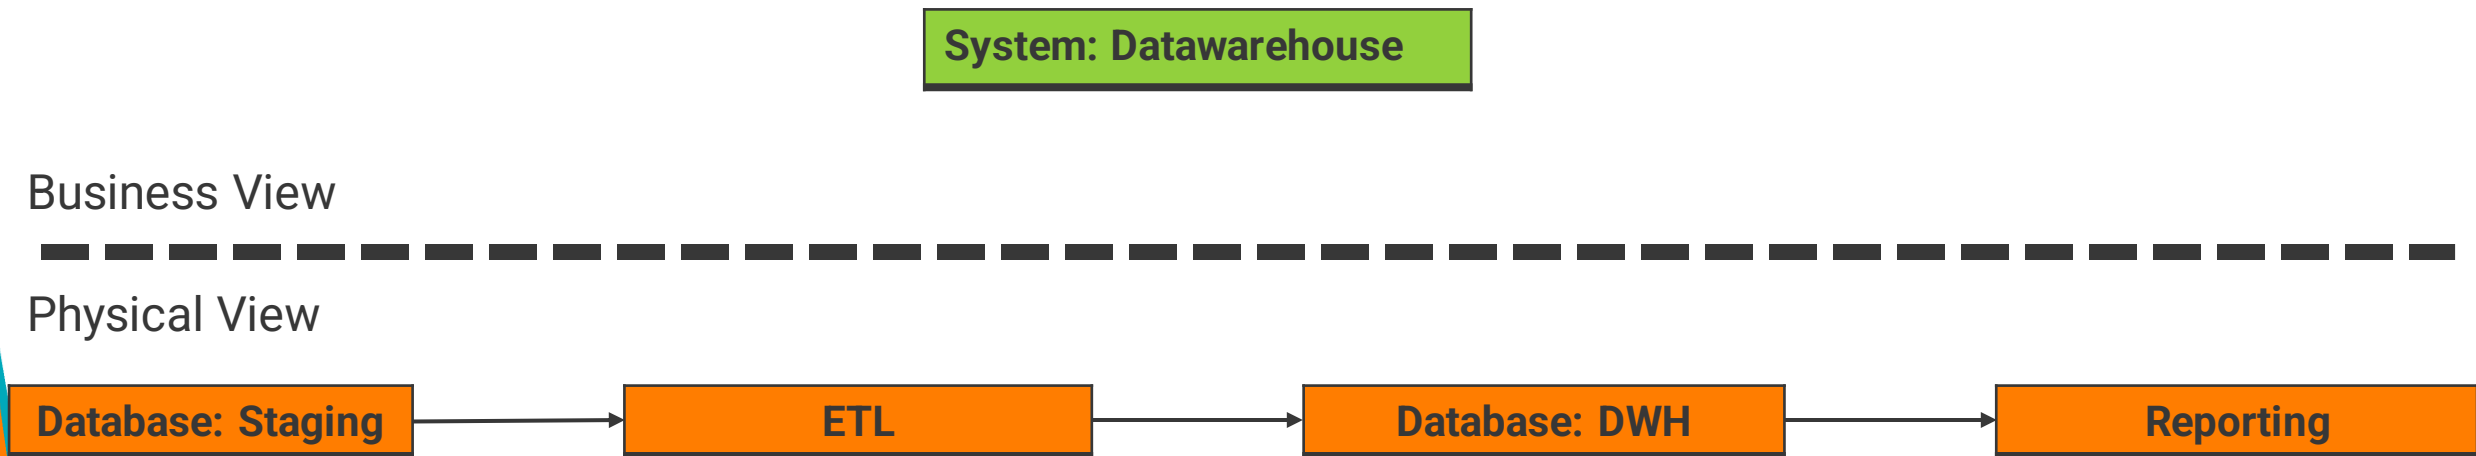 System: Datawarehouse
Business View
Physical View
Database: Staging
ETL
Database: DWH
Reporting